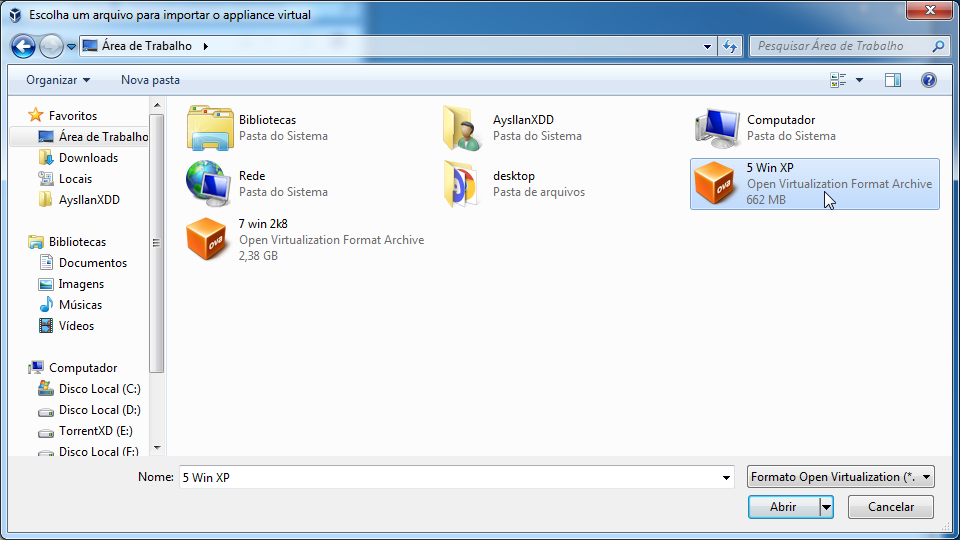 Escolha um arquivo para importar o appliance virtual
Área de Trabalho
Pesquisar Área de Trabalho
Organizar
Nova pasta
Favoritos
Área de Trabalho
Downloads
Locais
AysllanXDD
Bibliotecas
Documentos
Imagens
Músicas
Vídeos
Computador
Disco Local (C:)
Disco Local (D:)
TorrentXD (E:)
Disco Local (F:)
Bibliotecas
Pasta do Sistema
AysllanXDD
Pasta do Sistema
Computador
Pasta do Sistema
Rede
Pasta do Sistema
desktop
Pasta de arquivos
ova
5 Win XP
Open Virtualization Format Archive
662 MB
ova
7 win 2k8
Open Virtualization Format Archive
2,38 GB
Nome:
5 Win XP
Formato Open Virtualization (*.
Abrir
Cancelar